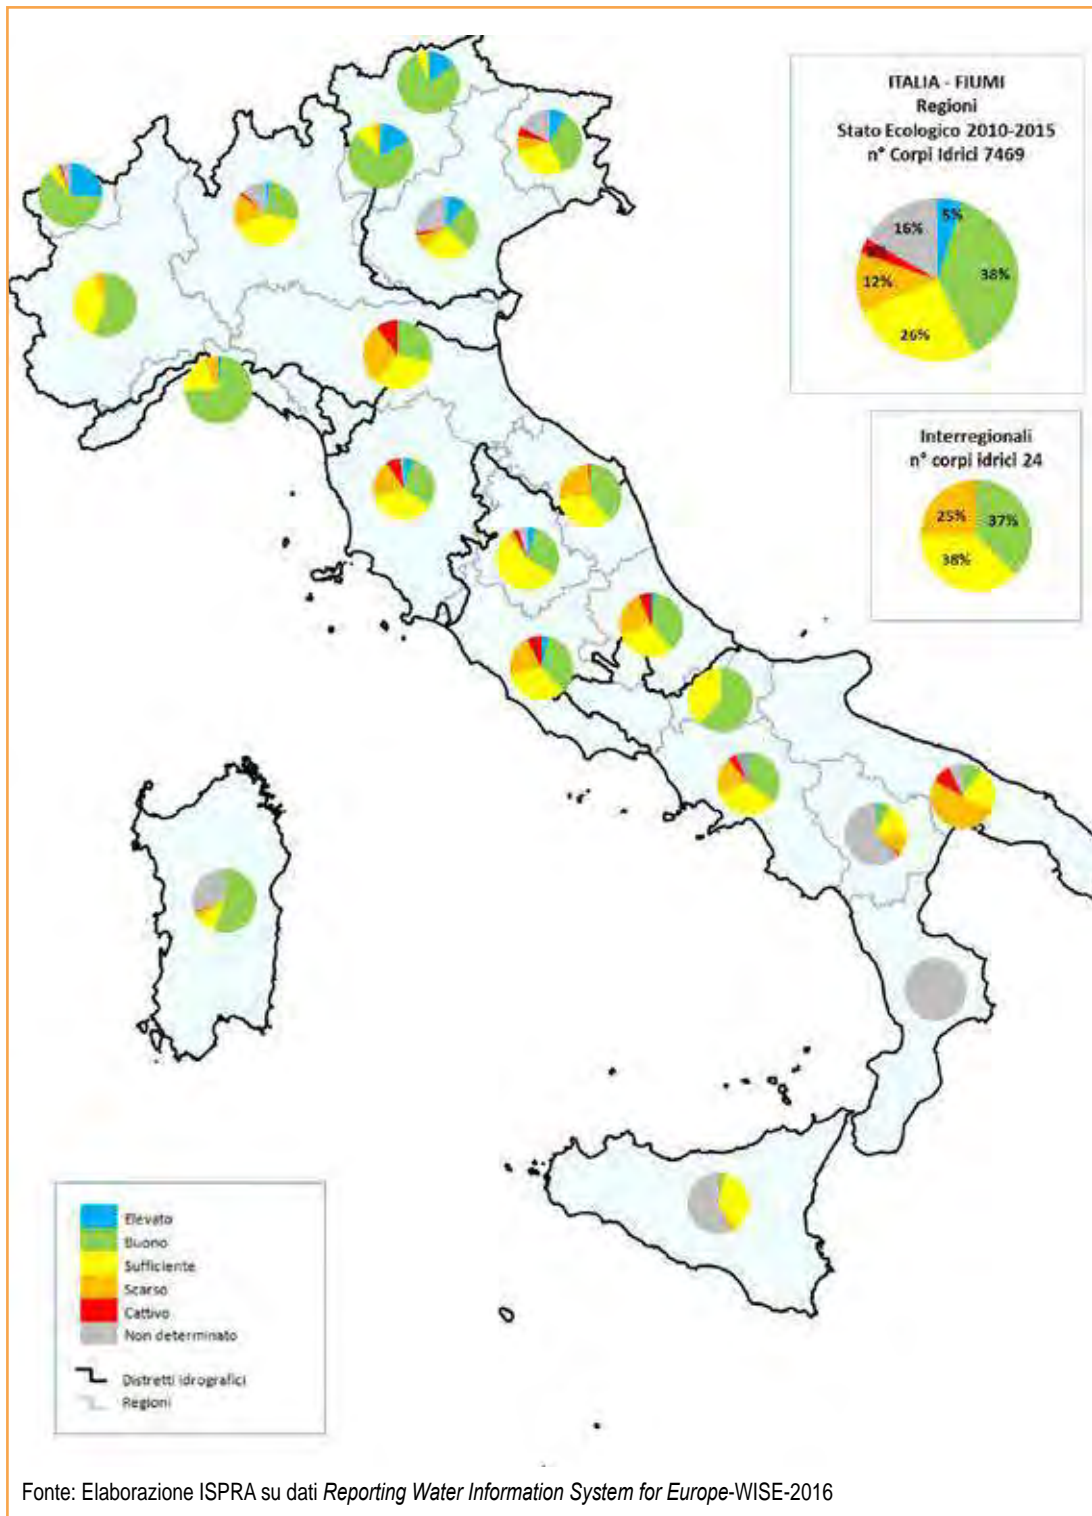 ITALIA - FIUMI
Regioni
Stato Ecologico 2010-2015
n° Corpi Idrici 7469
5%
16%
38%
12%
26%
Interregionali
n° corpi idrici 24
25%
37%
38%
Elevato
Buono
Sufficiente
Scarso
Cattivo
Non determinato
Distretti idrografici
Regioni
Fonte: Elaborazione ISPRA su dati Reporting Water Information System for Europe-WISE-2016